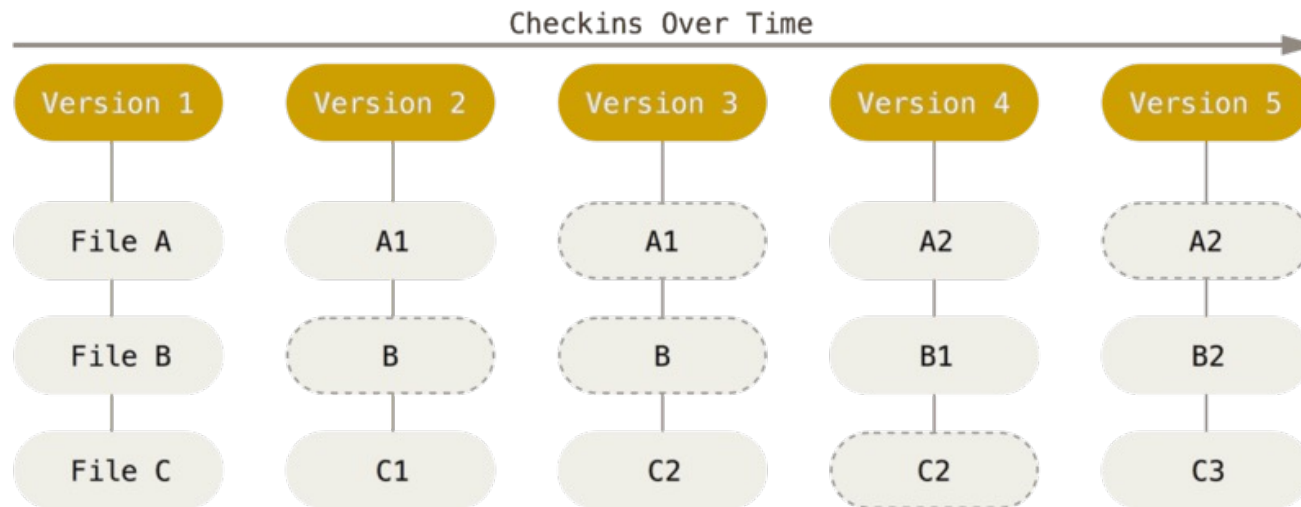 Checkins Over Time
Version 1 Version 2 Version 3 Version 4 Version 5
File A A1 A1 A2 A2
File B B B B1 B2
File C C1 C2 C2 C3